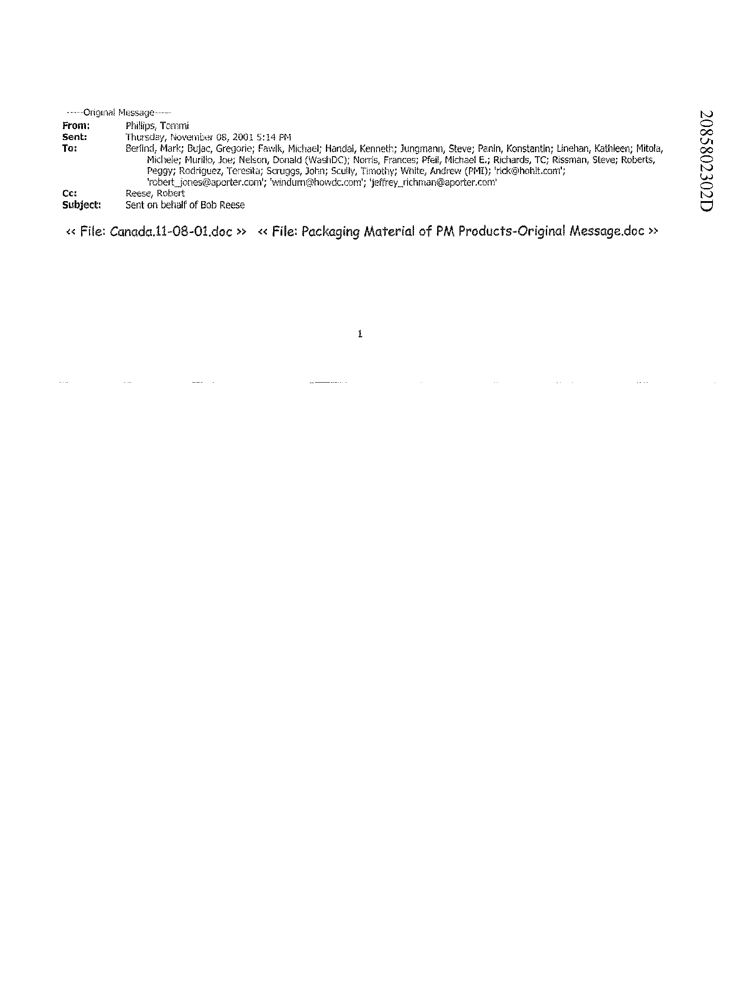 -----Original Message-----
From: Phillips, Tommi
Sent: Thursday, November 08, 2001 5:14 PM
To: Berlind, Mark; Bujac, Gregorie; Fawlk, Michael; Handal, Kenneth; Jungmann, Steve; Panin, Konstantin; Linehan, Kathleen; Mitola,
Michele; Murillo, Joe; Nelson, Donald (WashDC); Norris, Frances; Pfeil, Michael E.; Richards, TC; Rissman, Steve; Roberts,
Peggy; Rodriguez, Teresita; Scruggs, John; Scully, Timothy; White, Andrew (PMI); 'rick@hohlt.com';
'robert_jones@aporter.com'; 'windum@howdc.com'; 'jeffrey_richman@aporter.com'
Cc: Reese, Robert
Subject: Sent on behalf of Bob Reese
<< File: Canada.11-08-01.doc >> << File: Packaging Material of PM Products-Original Message.doc >>
1
2085802302D